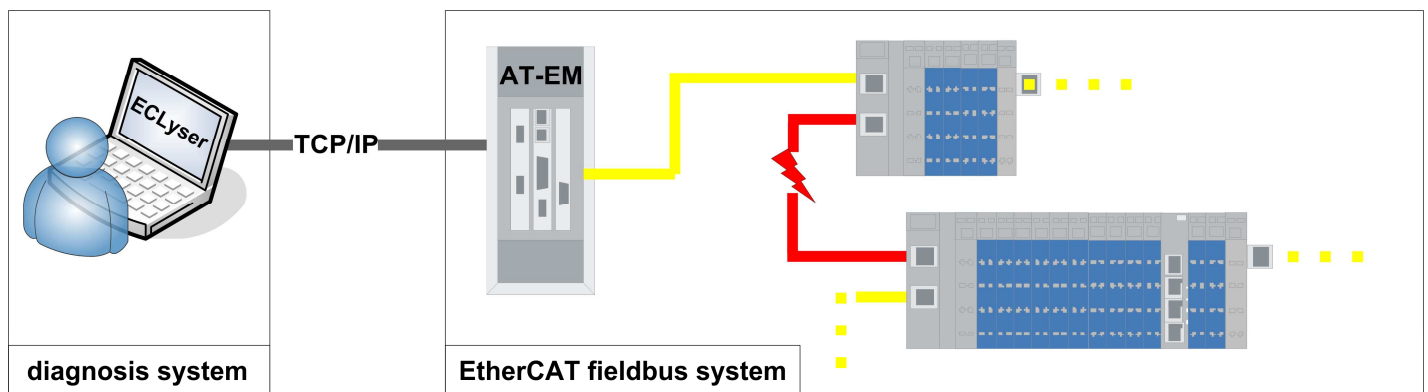 ECLyser
TCP/IP
AT-EM
diagnosis system
EtherCAT fieldbus system